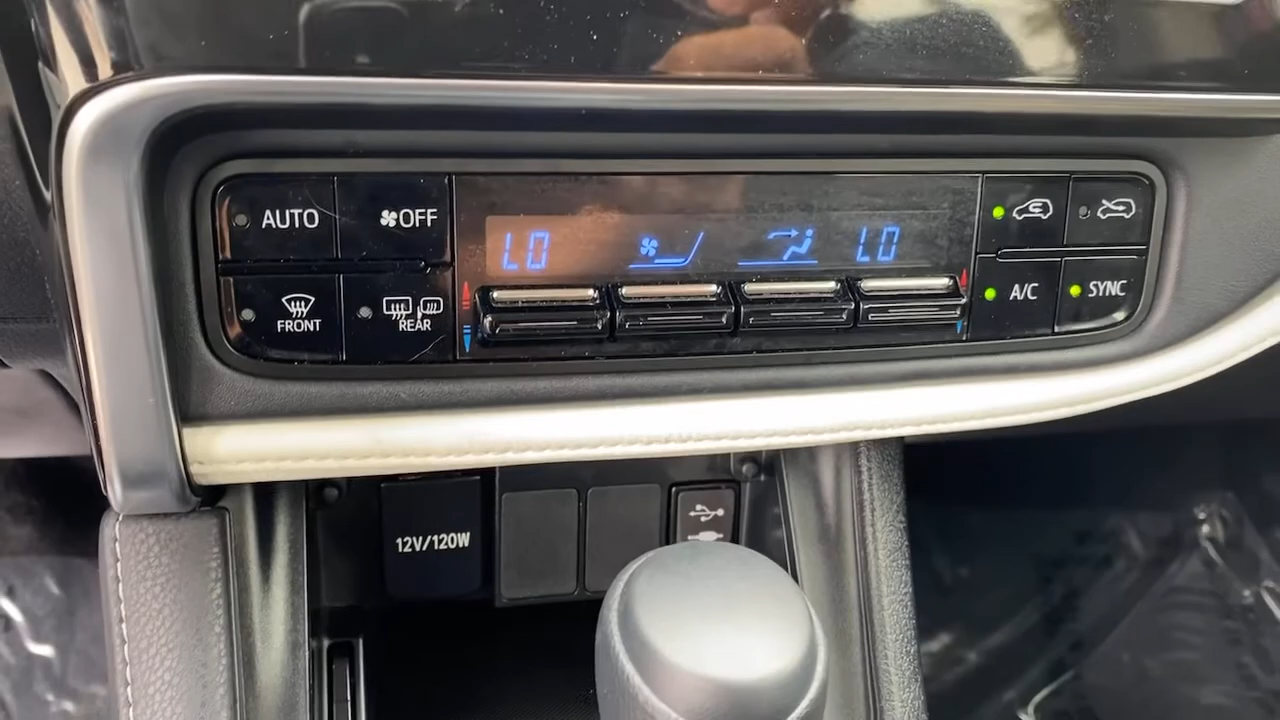 AUTO
OFF
LO
LO
FRONT
REAR
A/C
SYNC
12V/120W